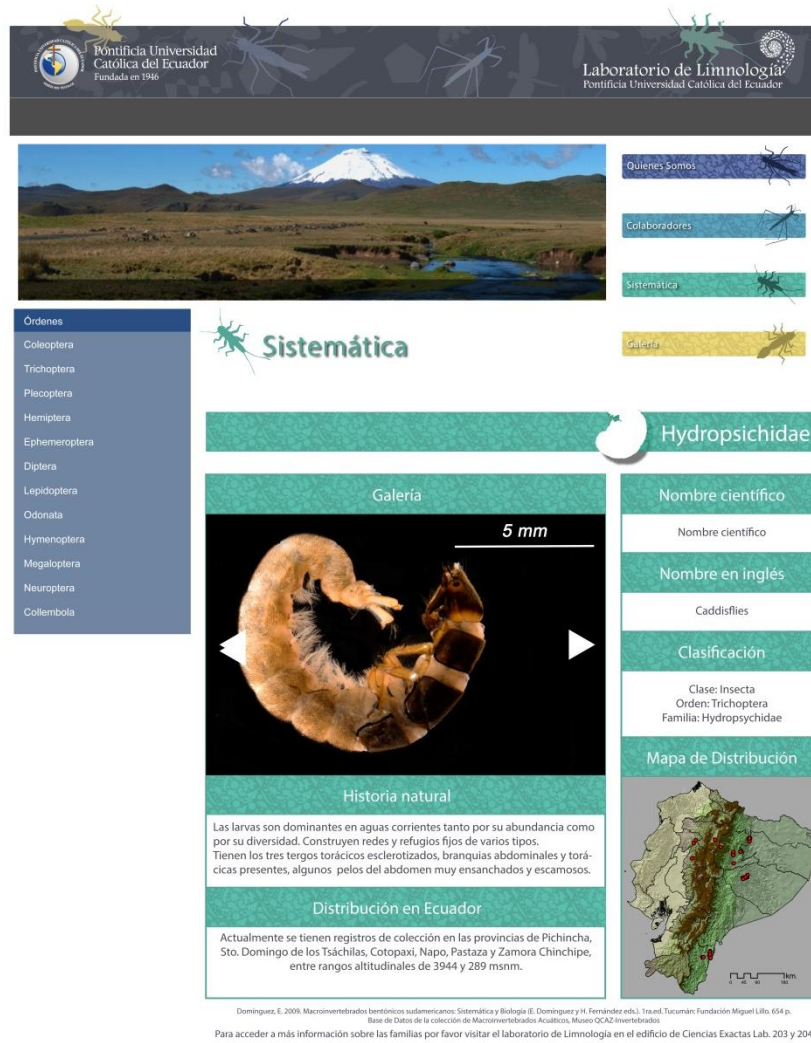 Pontificia Universidad
Católica del Ecuador
Fundada en 1946
Laboratorio de Limnología
Pontificia Universidad Católica del Ecuador
Quienes Somos
Colaboradores
Sistemática
Galería
Órdenes
Coleoptera
Trichoptera
Plecoptera
Hemiptera
Ephemeroptera
Diptera
Lepidoptera
Odonata
Hymenoptera
Megaloptera
Neuroptera
Collembola
Sistemática
Hydropsichidae
Galería
5 mm
Historia natural
Las larvas son dominantes en aguas corrientes tanto por su abundancia como
por su diversidad. Construyen redes y refugios fijos de varios tipos.
Tienen los tres tergos torácicos esclerotizados, branquias abdominales y torá-
cicas presentes, algunos pelos del abdomen muy ensanchados y escamosos.
Distribución en Ecuador
Actualmente se tienen registros de colección en las provincias de Pichincha,
Sto. Domingo de los Tsáchilas, Cotopaxi, Napo, Pastaza y Zamora Chinchipe,
entre rangos altitudinales de 3944 y 289 msnm.
Nombre científico
Nombre científico
Nombre en inglés
Caddisflies
Clasificación
Clase: Insecta
Orden: Trichoptera
Familia: Hydropsychidae
Mapa de Distribución
km
Domínguez, E. 2009. Macroinvertebrados bentónicos sudamericanos: Sistemática y Biología (E. Domínguez y H. Fernández eds.). 1ra.ed. Tucumán: Fundación Miguel Lillo. 654 p.
Base de Datos de la colección de Macroinvertebrados Acuáticos, Museo QCAZ-Invertebrados
Para acceder a más información sobre las familias por favor visitar el laboratorio de Limnología en el edificio de Ciencias Exactas Lab. 203 y 204